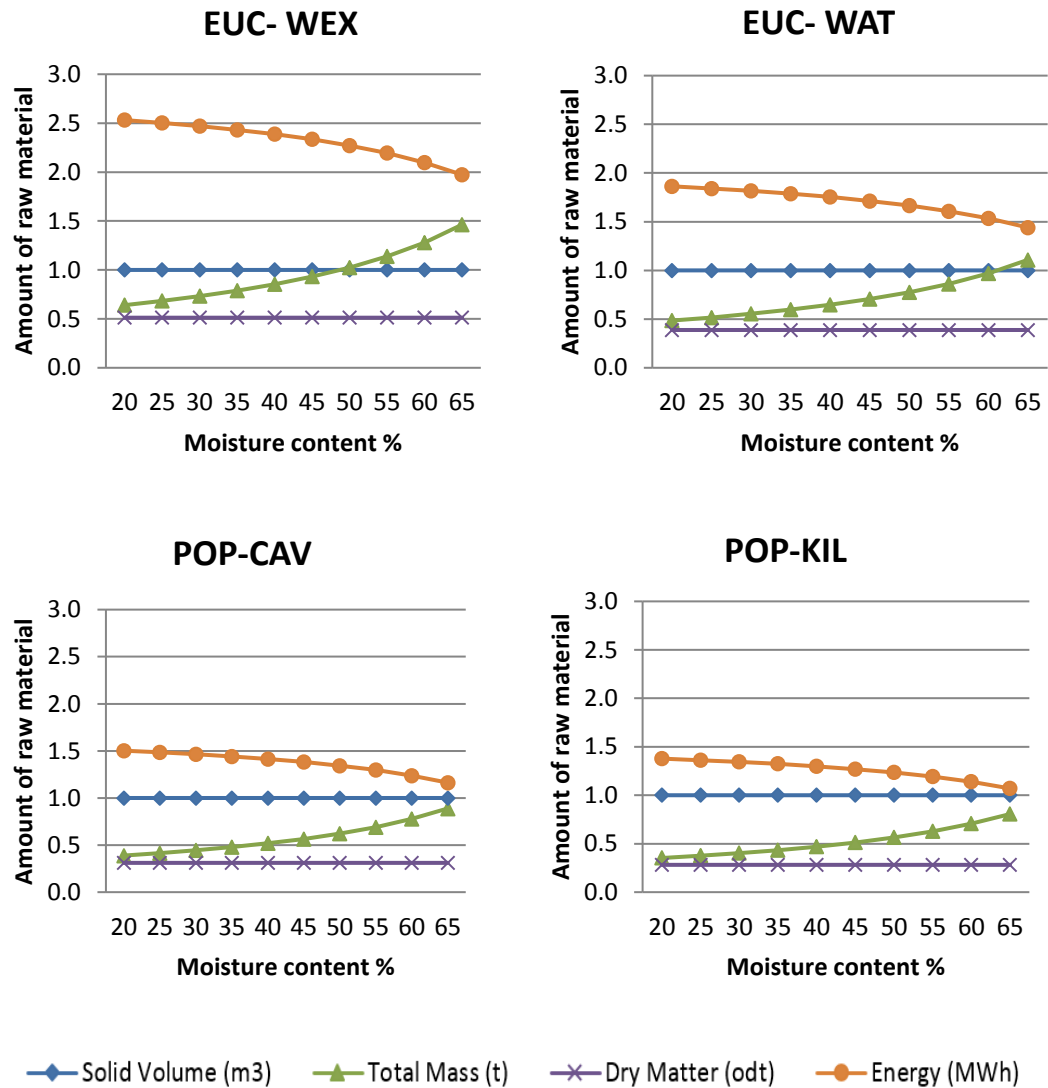 EUC- WEX
Amount of raw material
3.0
2.5
2.0
1.5
1.0
0.5
0.0
20 25 30 35 40 45 50 55 60 65
Moisture content %
EUC- WAT
Amount of raw material
3.0
2.5
2.0
1.5
1.0
0.5
0.0
20 25 30 35 40 45 50 55 60 65
Moisture content %
POP-CAV
Amount of raw material
3.0
2.5
2.0
1.5
1.0
0.5
0.0
20 25 30 35 40 45 50 55 60 65
Moisture content %
POP-KIL
Amount of raw material
3.0
2.5
2.0
1.5
1.0
0.5
0.0
20 25 30 35 40 45 50 55 60 65
Moisture content %
Solid Volume (m3) Total Mass (t) Dry Matter (odt) Energy (MWh)